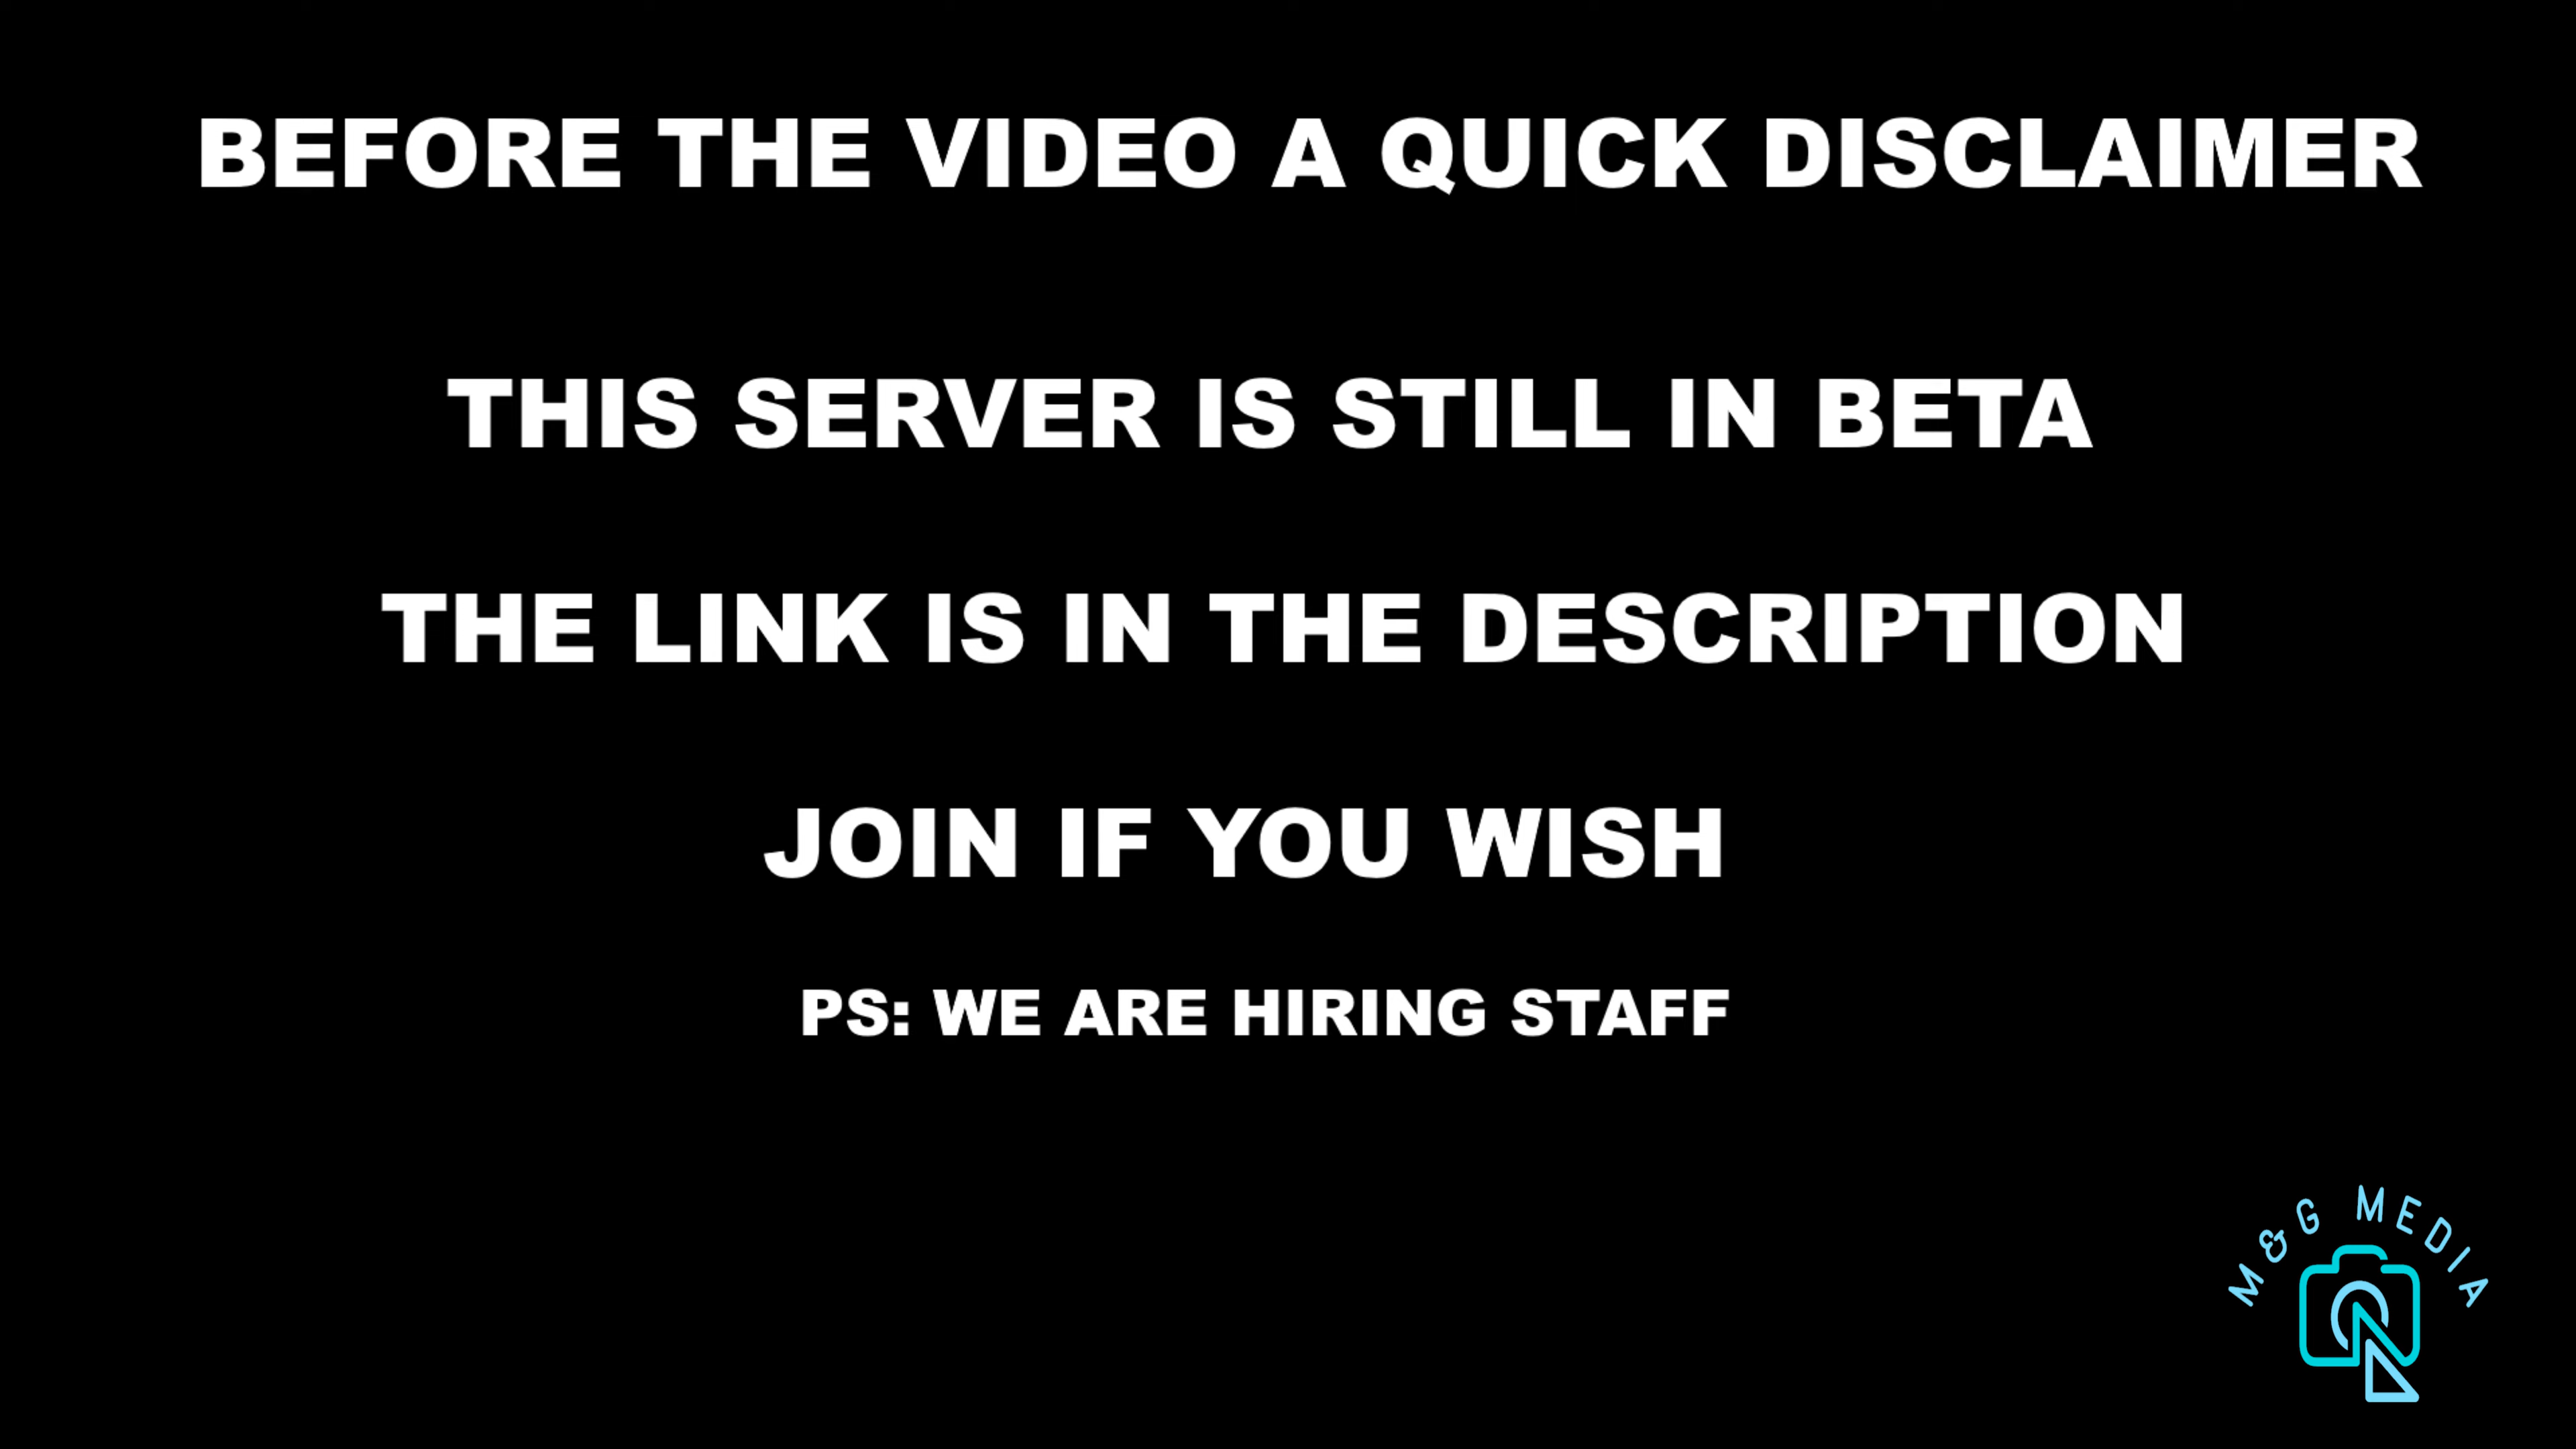 BEFORE THE VIDEO A QUICK DISCLAIMER
THIS SERVER IS STILL IN BETA
THE LINK IS IN THE DESCRIPTION
JOIN IF YOU WISH
PS: WE ARE HIRING STAFF
M&G MEDIA